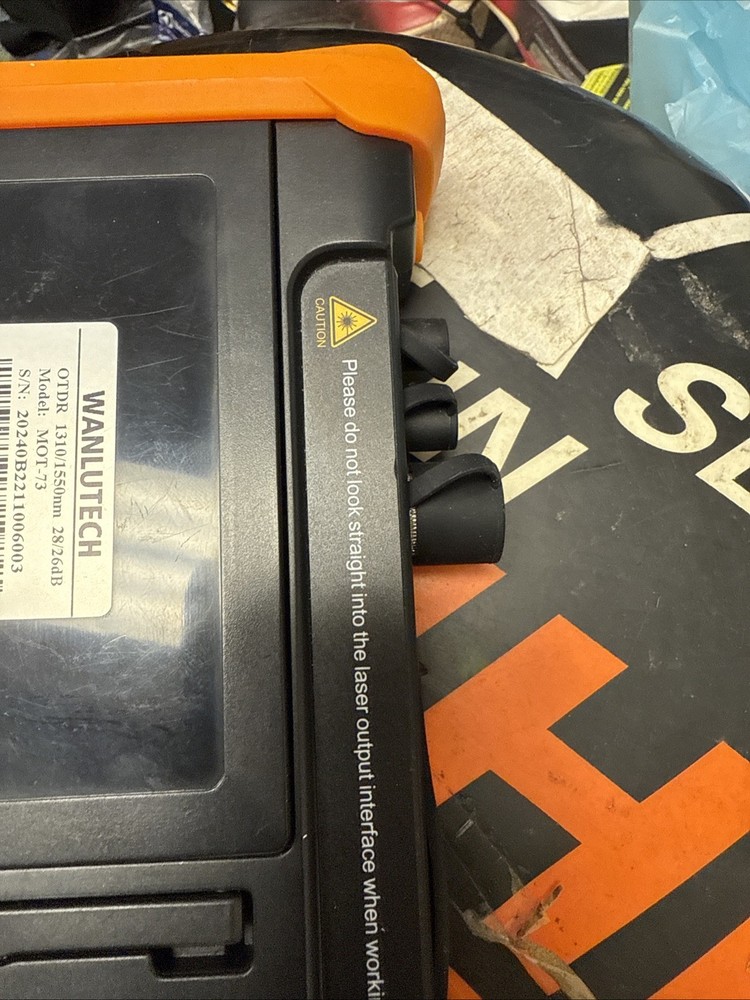 WANLUTECH
OTDR 1310/1550nm 28/26dB
Model: MOT-73
S/N: 20240B2211006003
CAUTION
Please do not look straight into the laser output interface when worki